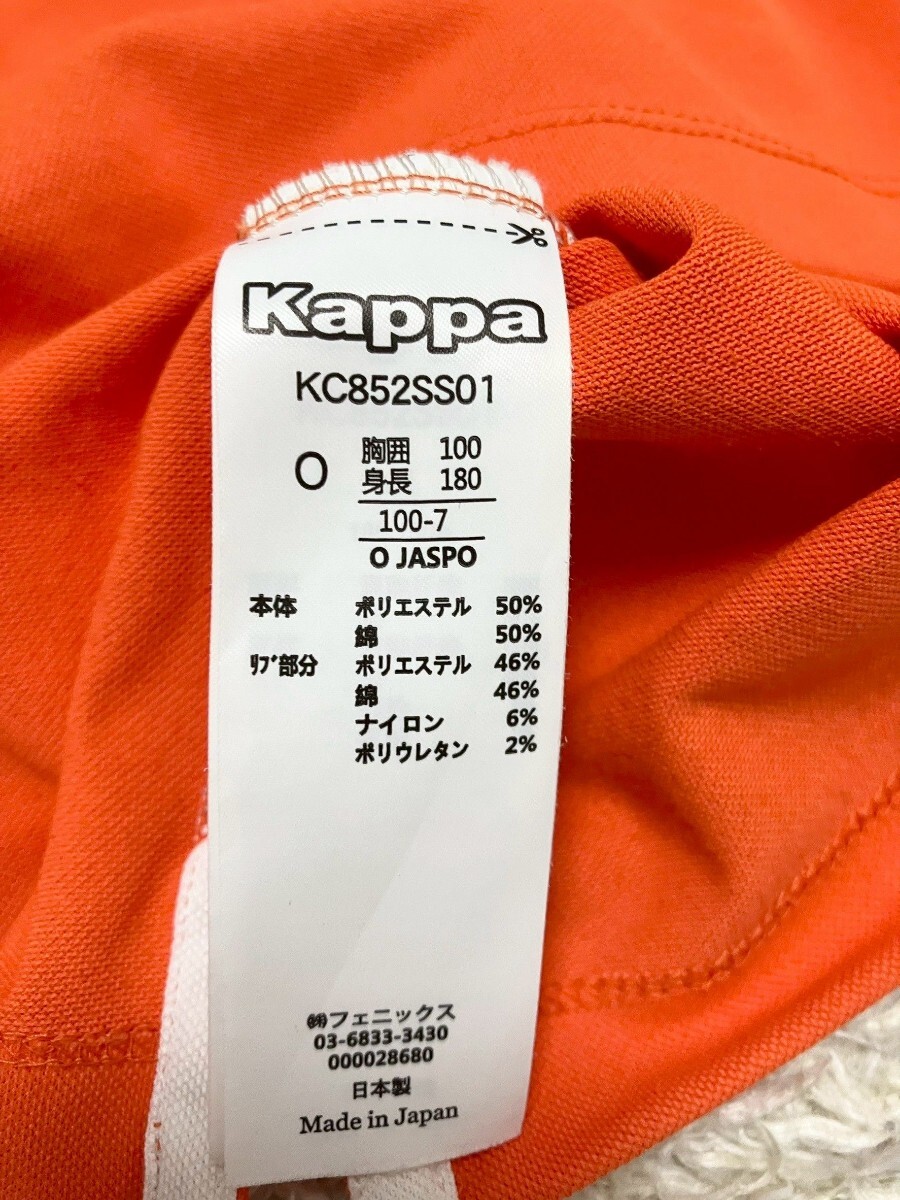 Kappa
KC852SS01
O
胸囲 100
身長 180
100-7
O JASPO
本体 ポリエステル 50%
綿 50%
ﾘﾌﾞ部分 ポリエステル 46%
綿 46%
ナイロン 6%
ポリウレタン 2%
㈱フェニックス
03-6833-3430
000028680
日本製
Made in Japan